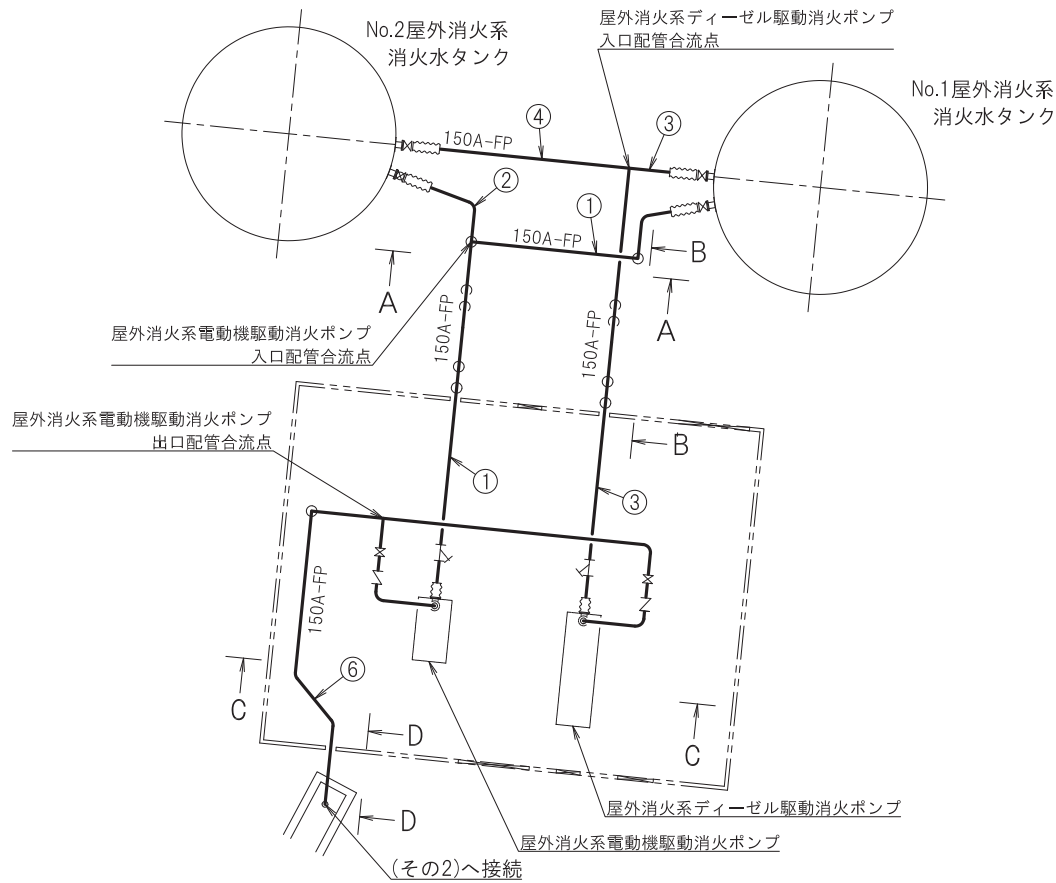 屋外消火系ディーゼル駆動消火ポンプ
入口配管合流点
No.2屋外消火系
消火水タンク
No.1屋外消火系
消火水タンク
④
③
150A-FP
②
①
150A-FP
B
A
A
屋外消火系電動機駆動消火ポンプ
入口配管合流点
150A-FP
150A-FP
屋外消火系電動機駆動消火ポンプ
出口配管合流点
B
①
③
150A-FP
⑥
C
D
C
D
屋外消火系ディーゼル駆動消火ポンプ
屋外消火系電動機駆動消火ポンプ
(その2)へ接続